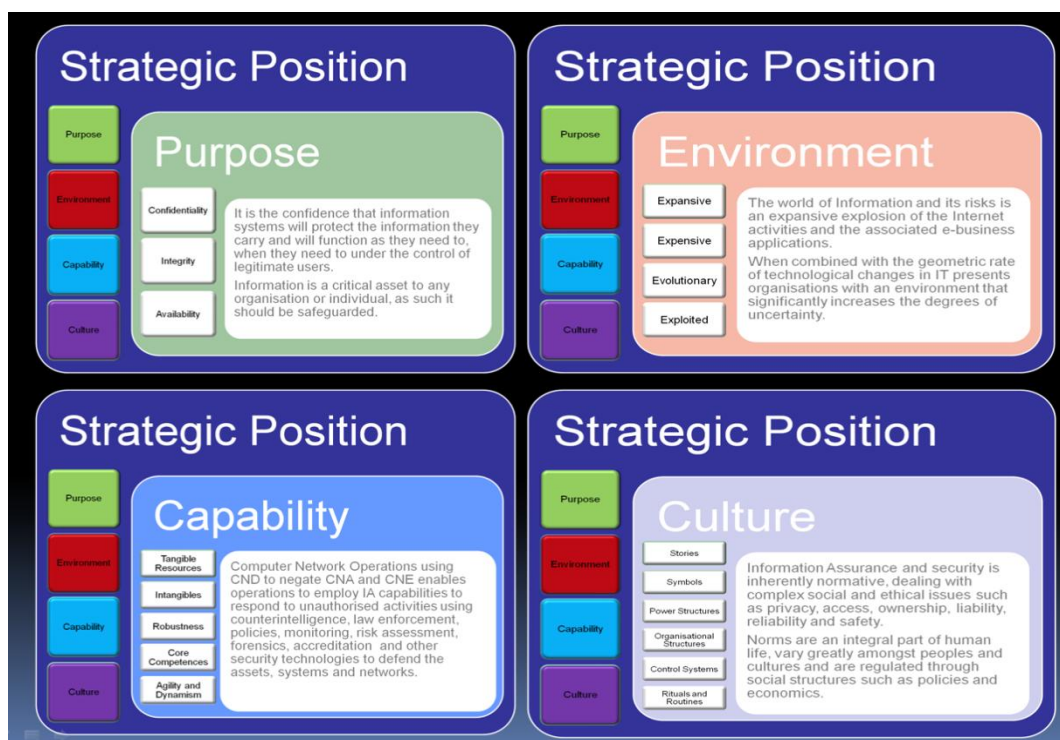 Strategic Position
Purpose
Environment
Capability
Culture
Purpose
Confidentiality
Integrity
Availability
It is the confidence that information
systems will protect the information they
carry and will function as they need to,
when they need to under the control of
legitimate users.
Information is a critical asset to any
organisation or individual, as such it
should be safeguarded.
Strategic Position
Purpose
Environment
Capability
Culture
Environment
Expansive
Expensive
Evolutionary
Exploited
The world of Information and its risks is
an expansive explosion of the Internet
activities and the associated e-business
applications.
When combined with the geometric rate
of technological changes in IT presents
organisations with an environment that
significantly increases the degrees of
uncertainty.
Strategic Position
Purpose
Environment
Capability
Culture
Capability
Tangible
Resources
Intangibles
Robustness
Core
Competences
Agility and
Dynamism
Computer Network Operations using
CND to negate CNA and CNE enables
operations to employ IA capabilities to
respond to unauthorised activities using
counterintelligence, law enforcement,
policies, monitoring, risk assessment,
forensics, accreditation and other
security technologies to defend the
assets, systems and networks.
Strategic Position
Purpose
Environment
Capability
Culture
Culture
Stories
Symbols
Power Structures
Organisational
Structures
Control Systems
Rituals and
Routines
Information Assurance and security is
inherently normative, dealing with
complex social and ethical issues such
as privacy, access, ownership, liability,
reliability and safety.
Norms are an integral part of human
life, vary greatly amongst peoples and
cultures and are regulated through
social structures such as policies and
economics.